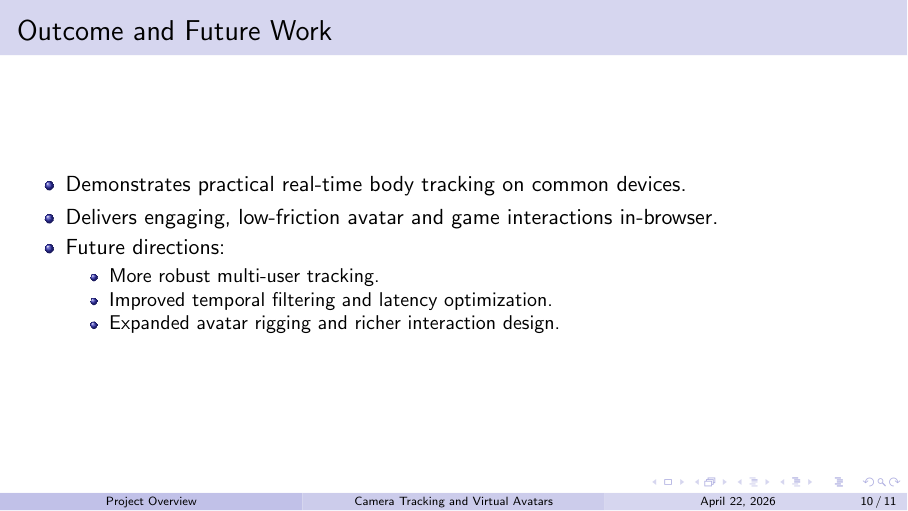 Outcome and Future Work
Demonstrates practical real-time body tracking on common devices.
Delivers engaging, low-friction avatar and game interactions in-browser.
Future directions:
More robust multi-user tracking.
Improved temporal filtering and latency optimization.
Expanded avatar rigging and richer interaction design.
Project Overview
Camera Tracking and Virtual Avatars
April 22, 2026
10 / 11